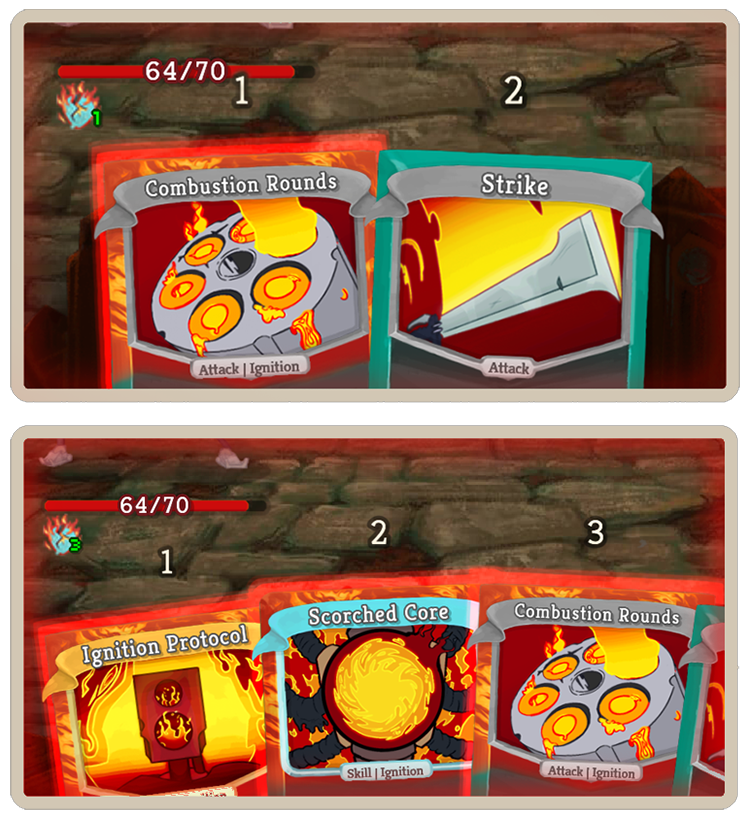 64/70
1
2
1
Combustion Rounds
Strike
Attack | Ignition
Attack
64/70
3
1
2
3
Ignition Protocol
Scorched Core
Combustion Rounds
Skill | Ignition
Attack | Ignition